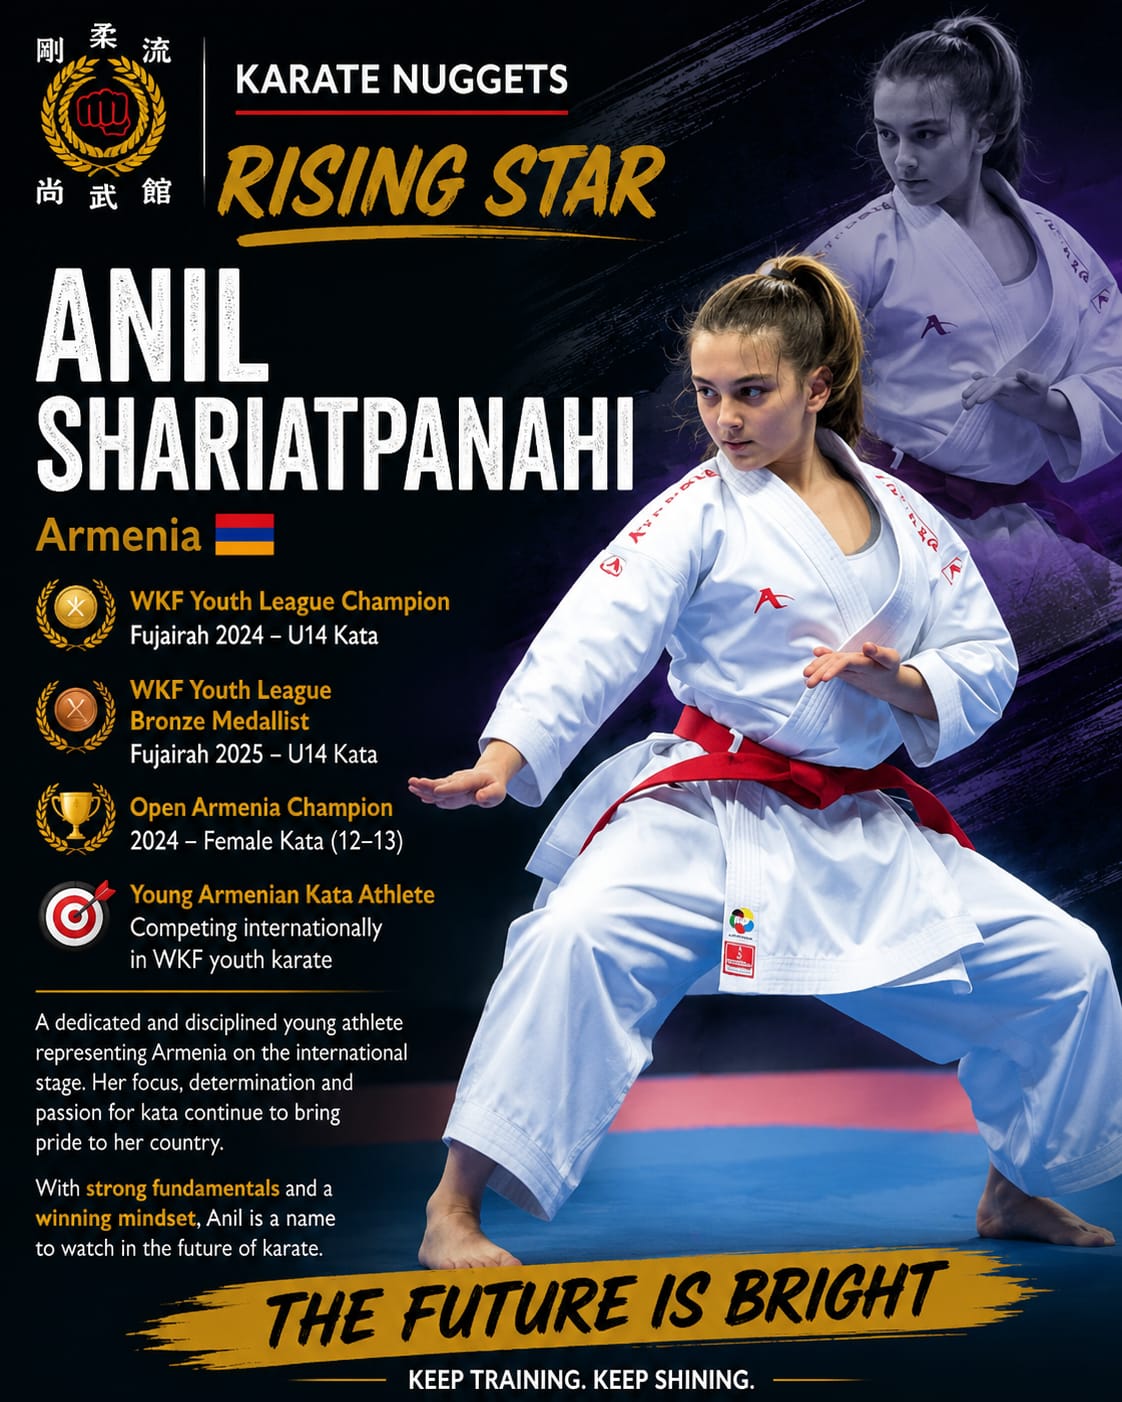 剛 柔 流
尚 武 館
KARATE NUGGETS
RISING STAR
ANIL
SHARIATPANAHI
Armenia
WKF Youth League Champion
Fujairah 2024 – U14 Kata
WKF Youth League
Bronze Medallist
Fujairah 2025 – U14 Kata
Open Armenia Champion
2024 – Female Kata (12–13)
Young Armenian Kata Athlete
Competing internationally
in WKF youth karate
A dedicated and disciplined young athlete
representing Armenia on the international
stage. Her focus, determination and
passion for kata continue to bring
pride to her country.
With strong fundamentals and a
winning mindset, Anil is a name
to watch in the future of karate.
THE FUTURE IS BRIGHT
KEEP TRAINING. KEEP SHINING.